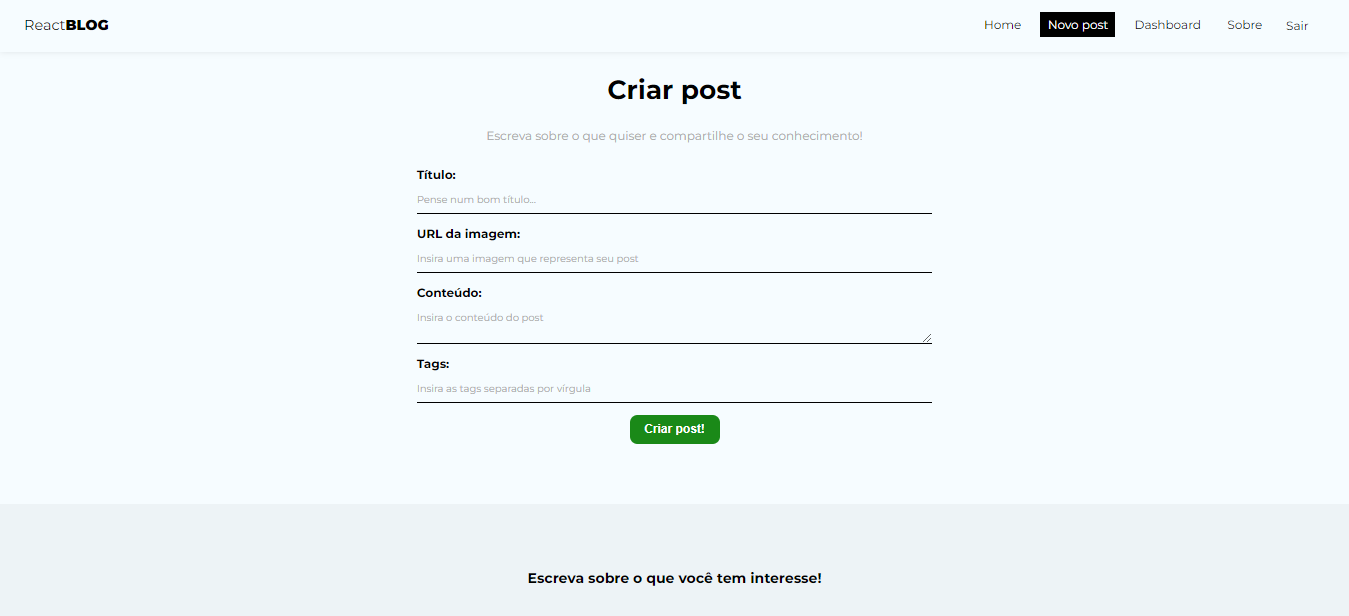 ReactBLOG
Home Novo post Dashboard Sobre Sair
Criar post
Escreva sobre o que quiser e compartilhe o seu conhecimento!
Título:
Pense num bom título...
URL da imagem:
Insira uma imagem que representa seu post
Conteúdo:
Insira o conteúdo do post
Tags:
Insira as tags separadas por vírgula
Criar post!
Escreva sobre o que você tem interesse!